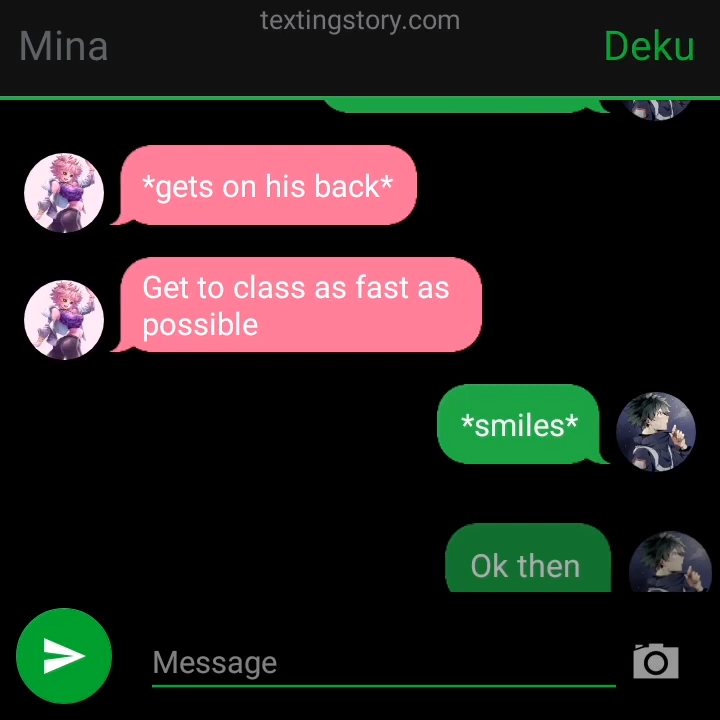 textingstory.com
Mina
Deku
*gets on his back*
Get to class as fast as
possible
*smiles*
Ok then
Message